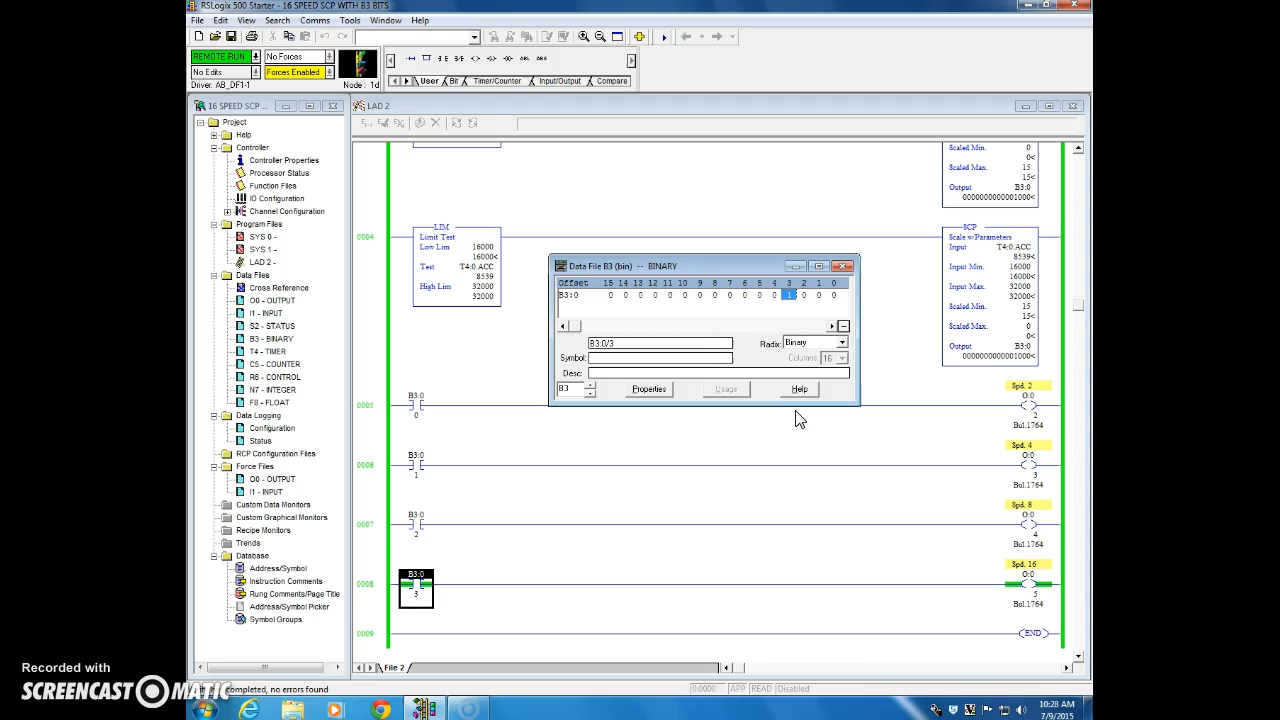 RSLogix 500 Starter - 16 SPEED SCP WITH B3 BITS
File Edit View Search Comms Tools Window Help
REMOTE RUN No Forces
No Edits Forces Enabled
Driver: AB_DF1-1 Node: 1d
User Bit Timer/Counter Input/Output Compare
16 SPEED SCP ...
Project
Help
Controller
Controller Properties
Processor Status
Function Files
IO Configuration
Channel Configuration
Program Files
SYS 0 -
SYS 1 -
LAD 2 -
Data Files
Cross Reference
O0 - OUTPUT
I1 - INPUT
S2 - STATUS
B3 - BINARY
T4 - TIMER
C5 - COUNTER
R6 - CONTROL
N7 - INTEGER
F8 - FLOAT
Data Logging
Configuration
Status
RCP Configuration Files
Force Files
O0 - OUTPUT
I1 - INPUT
Custom Data Monitors
Custom Graphical Monitors
Recipe Monitors
Trends
Database
Address/Symbol
Instruction Comments
Rung Comments/Page Title
Address/Symbol Picker
Symbol Groups
LAD 2
Scaled Min. 0
0<
Scaled Max. 15
15<
Output B3:0
0000000000001000<
0004
LIM
Limit Test
Low Lim 16000
16000<
Test T4:0.ACC
8539
High Lim 32000
32000
SCP
Scale w/Parameters
Input T4:0.ACC
8539<
Input Min. 16000
16000<
Input Max. 32000
32000<
Scaled Min. 15
15<
Scaled Max. 0
0<
Output B3:0
0000000000001000<
Data File B3 (bin) -- BINARY
Offset 15 14 13 12 11 10 9 8 7 6 5 4 3 2 1 0
B3:0 0 0 0 0 0 0 0 0 0 0 0 0 1 0 0 0
B3:0/3 Radix: Binary
Symbol: Columns: 16
Desc:
B3 Properties Usage Help
0005
B3:0
0
Spd. 2
O:0
2
Bul.1764
0006
B3:0
1
Spd. 4
O:0
3
Bul.1764
0007
B3:0
2
Spd. 8
O:0
4
Bul.1764
0008
B3:0
3
Spd. 16
O:0
5
Bul.1764
0009
END
File 2
completed, no errors found
0:0000 APP READ Disabled
Recorded with
SCREENCAST-O-MATIC
10:28 AM
7/9/2015